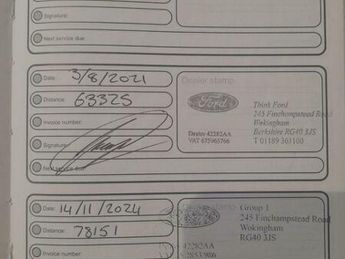 Signature:
Next service due:
Date: 3/8/2021
Distance: 63325
Invoice number:
Signature:
Next service due:
Dealer stamp
Ford
Dealer 42282AA
VAT 675965766
Think Ford
245 Finchampstead Road
Wokingham
Berkshire RG40 3JS
T 01189 361100
Date: 14/11/2024
Distance: 78151
Invoice number:
Group 1
245 Finchampstead Road
Wokingham
RG40 3JS
4228CAA